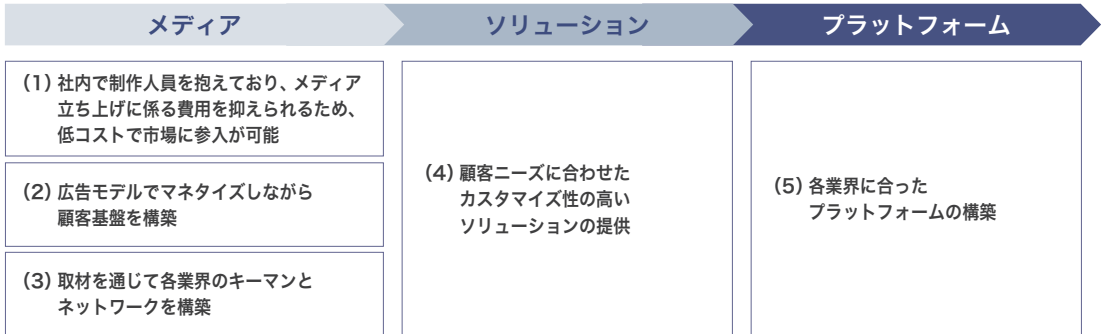 メディア
ソリューション
プラットフォーム
(1) 社内で制作人員を抱えており、メディア
立ち上げに係る費用を抑えられるため、
低コストで市場に参入が可能
(2) 広告モデルでマネタイズしながら
顧客基盤を構築
(3) 取材を通じて各業界のキーマンと
ネットワークを構築
(4) 顧客ニーズに合わせた
カスタマイズ性の高い
ソリューションの提供
(5) 各業界に合った
プラットフォームの構築